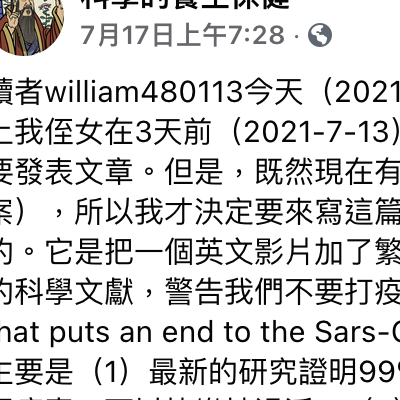 科學的養生保健
7月17日上午7:28 ·
讀者william480113今天（2021
上我侄女在3天前（2021-7-13）
要發表文章。但是，既然現在有
案），所以我才決定要來寫這篇
的。它是把一個英文影片加了繁
的科學文獻，警告我們不要打疫
hat puts an end to the Sars-C
主要是（1）最新的研究證明99%